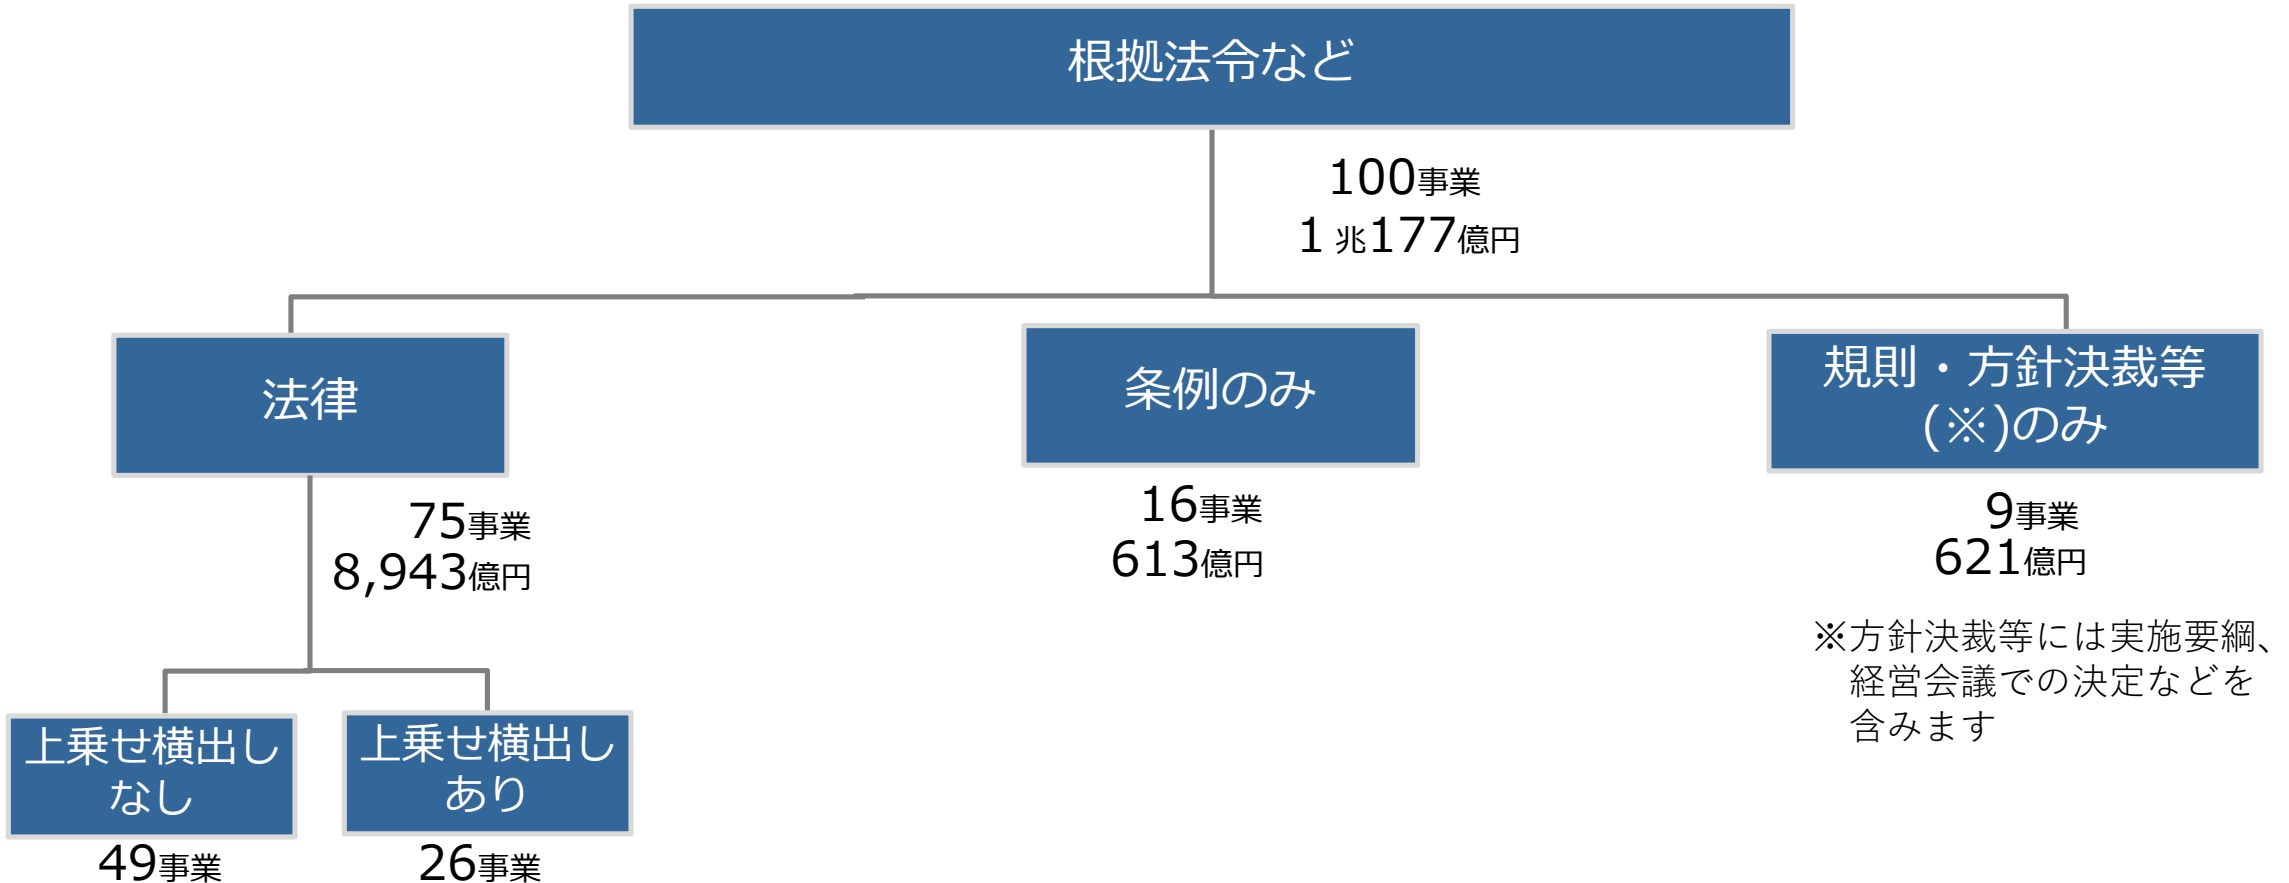 根拠法令など
100事業
1兆177億円
法律
75事業
8,943億円
条例のみ
16事業
613億円
規則・方針決裁等
(※)のみ
9事業
621億円
※方針決裁等には実施要綱、
経営会議での決定などを
含みます
上乗せ横出し
なし
49事業
上乗せ横出し
あり
26事業